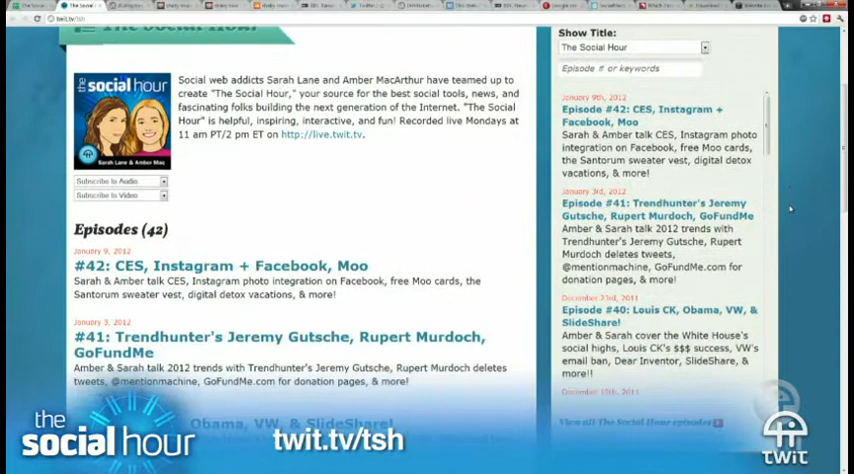 twit.tv/tsh
the
social hour
Sarah Lane & Amber Mac
Subscribe to Audio
Subscribe to Video
Social web addicts Sarah Lane and Amber MacArthur have teamed up to
create "The Social Hour," your source for the best social tools, news, and
fascinating folks building the next generation of the Internet. "The Social
Hour" is helpful, inspiring, interactive, and fun! Recorded live Mondays at
11 am PT/2 pm ET on http://live.twit.tv.
Episodes (42)
January 9, 2012
#42: CES, Instagram + Facebook, Moo
Sarah & Amber talk CES, Instagram photo integration on Facebook, free Moo cards, the
Santorum sweater vest, digital detox vacations, & more!
January 3, 2012
#41: Trendhunter's Jeremy Gutsche, Rupert Murdoch,
GoFundMe
Amber & Sarah talk 2012 trends with Trendhunter's Jeremy Gutsche, Rupert Murdoch deletes
tweets, @mentionmachine, GoFundMe.com for donation pages, & more!
Obama, VW, & SlideShare!
Show Title:
The Social Hour
Episode # or keywords
January 9th, 2012
Episode #42: CES, Instagram +
Facebook, Moo
Sarah & Amber talk CES, Instagram photo
integration on Facebook, free Moo cards,
the Santorum sweater vest, digital detox
vacations, & more!
January 3rd, 2012
Episode #41: Trendhunter's Jeremy
Gutsche, Rupert Murdoch, GoFundMe
Amber & Sarah talk 2012 trends with
Trendhunter's Jeremy Gutsche, Rupert
Murdoch deletes tweets,
@mentionmachine, GoFundMe.com for
donation pages, & more!
December 23rd, 2011
Episode #40: Louis CK, Obama, VW, &
SlideShare!
Amber & Sarah cover the White House's
social highs, Louis CK's $$$ success, VW's
email ban, Dear Inventor, SlideShare, &
more!!
View all The Social Hour episodes
the
social hour
twit.tv/tsh
TWiT